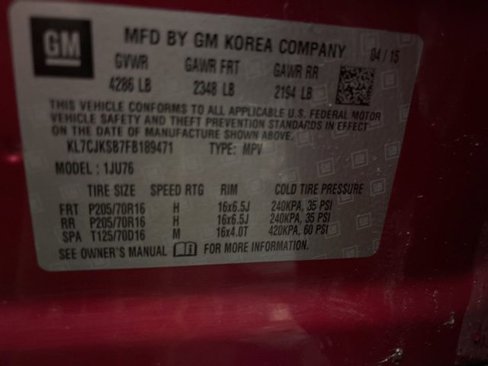 GM
MFD BY GM KOREA COMPANY 04 / 15
GVWR GAWR FRT GAWR RR
4286 LB 2348 LB 2194 LB
THIS VEHICLE CONFORMS TO ALL APPLICABLE U.S. FEDERAL MOTOR
VEHICLE SAFETY AND THEFT PREVENTION STANDARDS IN EFFECT
ON THE DATE OF MANUFACTURE SHOWN ABOVE.
KL7CJKSB7FB189471 TYPE: MPV
MODEL : 1JU76
TIRE SIZE SPEED RTG RIM COLD TIRE PRESSURE
FRT P205/70R16 H 16x6.5J 240KPA, 35 PSI
RR P205/70R16 H 16x6.5J 240KPA, 35 PSI
SPA T125/70D16 M 16x4.0T 420KPA, 60 PSI
SEE OWNER'S MANUAL FOR MORE INFORMATION.